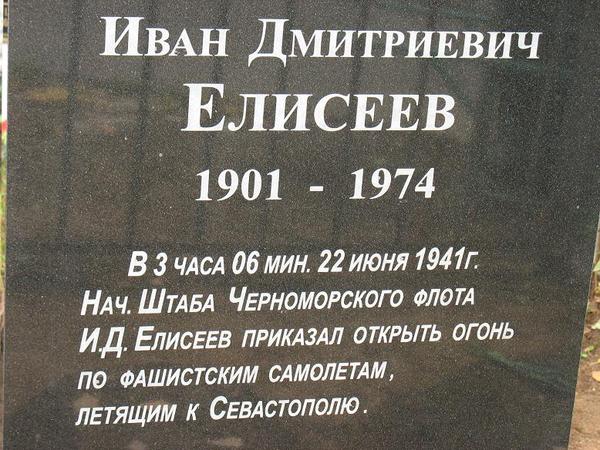 Иван Дмитриевич
Елисеев
1901 - 1974
В 3 часа 06 мин. 22 июня 1941г.
Нач. Штаба Черноморского флота
И.Д. Елисеев приказал открыть огонь
по фашистским самолетам,
летящим к Севастополю.